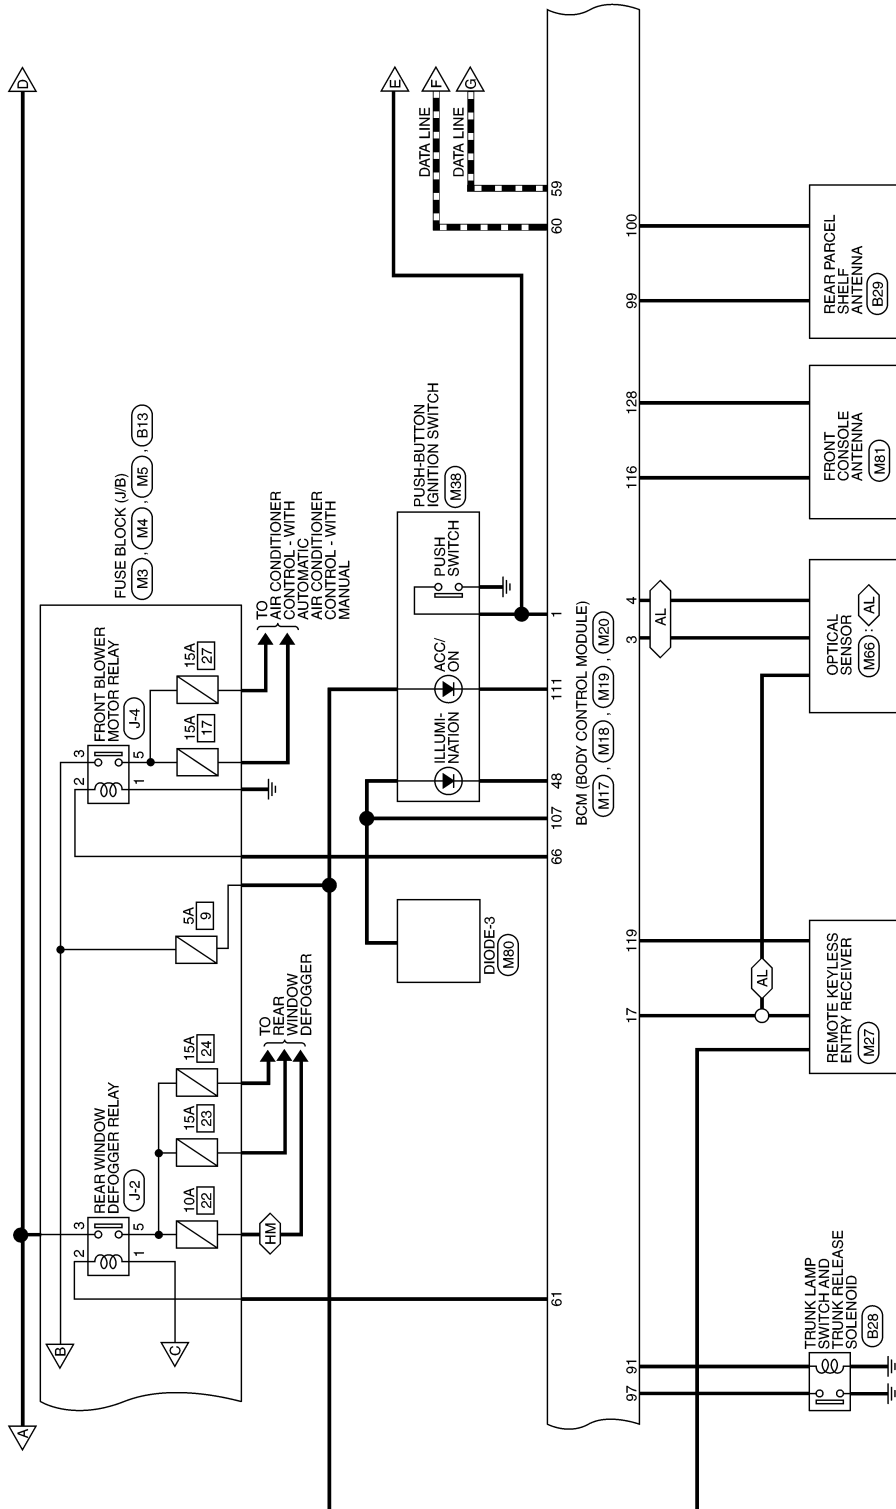 A
D
B
C
REAR WINDOW
DEFOGGER RELAY
J-2
2
3
1
5
10A
22
15A
23
15A
24
HM
TO
REAR
WINDOW
DEFOGGER
5A
9
FRONT BLOWER
MOTOR RELAY
J-4
2
3
1
5
15A
17
15A
27
FUSE BLOCK (J/B)
M3 , M4 , M5 , B13
TO
AIR CONDITIONER
CONTROL - WITH
AUTOMATIC
AIR CONDITIONER
CONTROL - WITH
MANUAL
DIODE-3
M80
ILLUMI-
NATION
ACC/
ON
PUSH
SWITCH
PUSH-BUTTON
IGNITION SWITCH
M38
E
F
G
DATA LINE
DATA LINE
61
66
107
48
111
1
60
59
BCM (BODY CONTROL MODULE)
M17 , M18 , M19 , M20
97
91
17
119
3
4
116
128
99
100
AL
AL
TRUNK LAMP
SWITCH AND
TRUNK RELEASE
SOLENOID
B28
REMOTE KEYLESS
ENTRY RECEIVER
M27
OPTICAL
SENSOR
M66 : AL
FRONT
CONSOLE
ANTENNA
M81
REAR PARCEL
SHELF
ANTENNA
B29